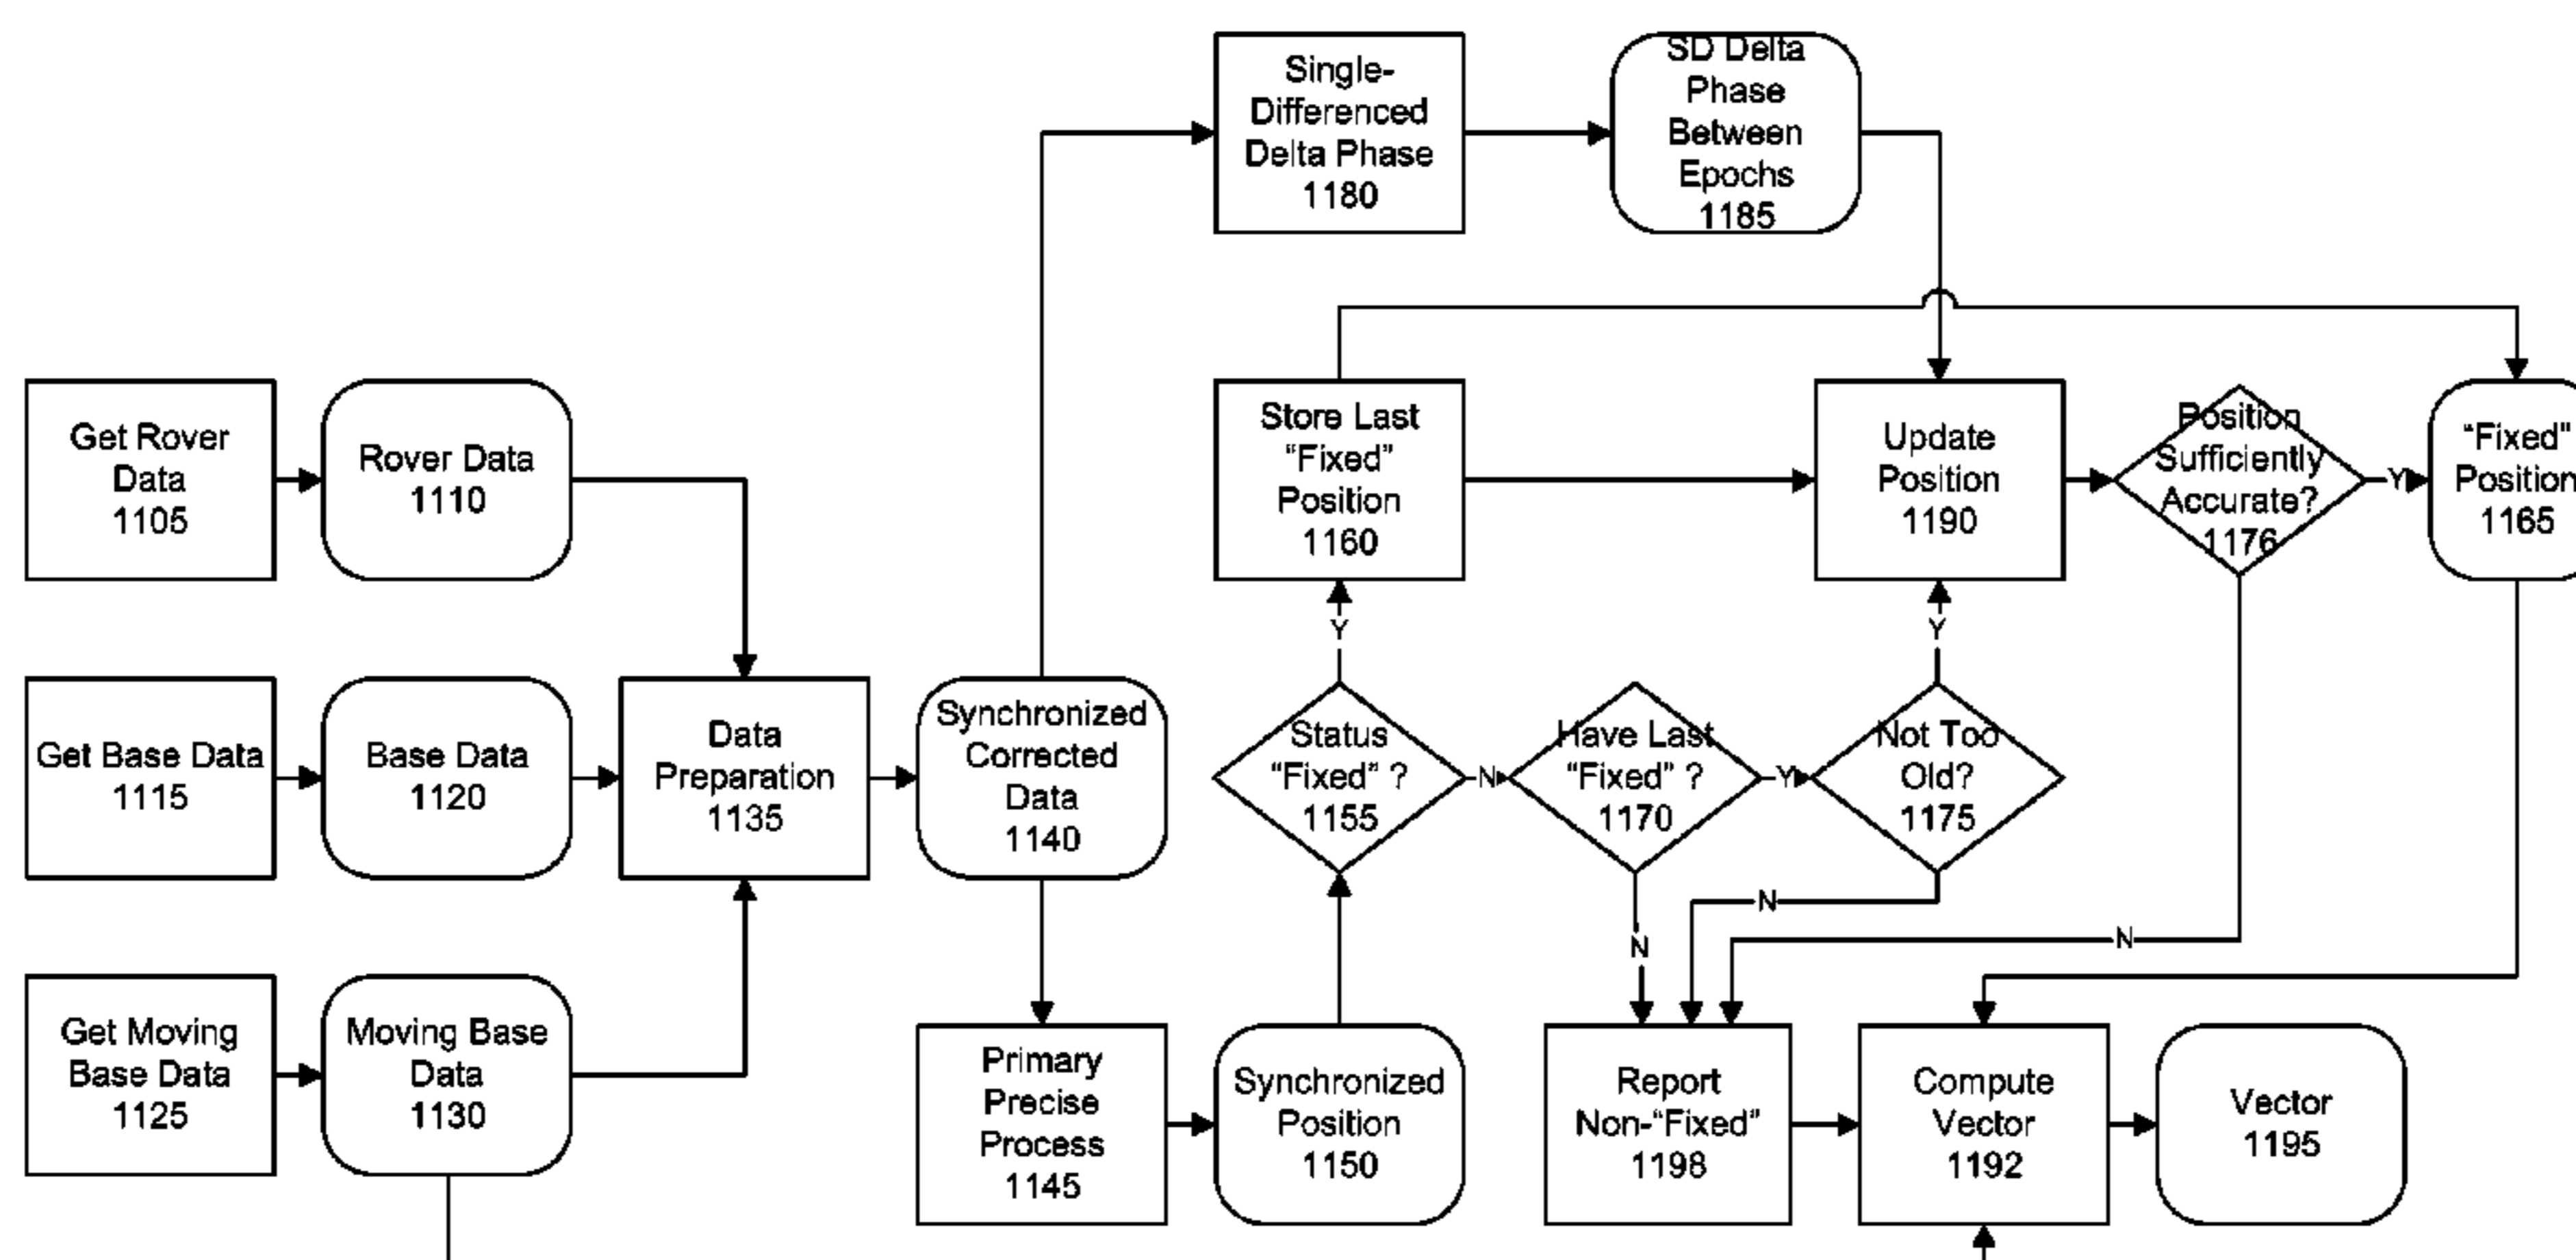 Single-
Differenced
Delta Phase
1180
SD Delta
Phase
Between
Epochs
1185
Get Rover
Data
1105
Rover Data
1110
Store Last
“Fixed”
Position
1160
Update
Position
1190
Position
Sufficiently
Accurate?
1176
Y
“Fixed”
Position
1165
Y
Y
Get Base Data
1115
Base Data
1120
Data
Preparation
1135
Synchronized
Corrected
Data
1140
Status
“Fixed” ?
1155
N
Have Last
“Fixed” ?
1170
Y
Not Too
Old?
1175
N
N
N
Get Moving
Base Data
1125
Moving Base
Data
1130
Primary
Precise
Process
1145
Synchronized
Position
1150
Report
Non-“Fixed”
1198
Compute
Vector
1192
Vector
1195